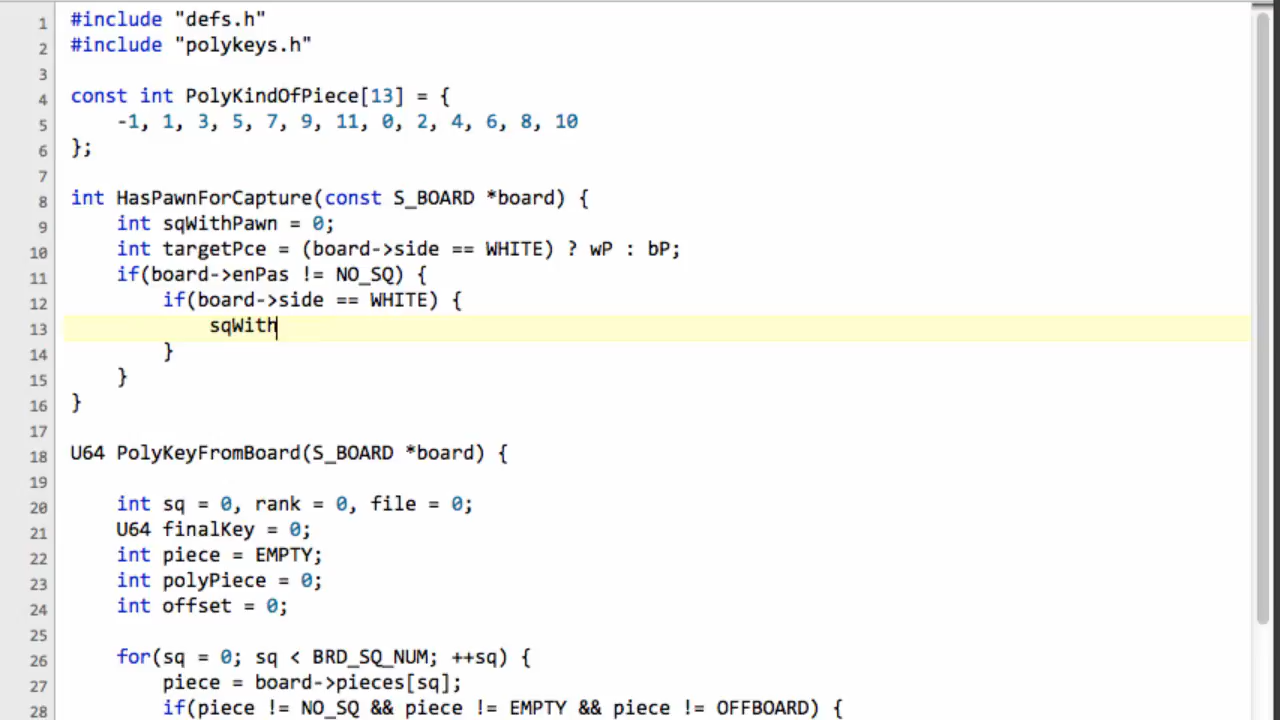 1 #include "defs.h"
2 #include "polykeys.h"
3
4 const int PolyKindOfPiece[13] = {
5 -1, 1, 3, 5, 7, 9, 11, 0, 2, 4, 6, 8, 10
6 };
7
8 int HasPawnForCapture(const S_BOARD *board) {
9 int sqWithPawn = 0;
10 int targetPce = (board->side == WHITE) ? wP : bP;
11 if(board->enPas != NO_SQ) {
12 if(board->side == WHITE) {
13 sqWith
14 }
15 }
16 }
17
18 U64 PolyKeyFromBoard(S_BOARD *board) {
19
20 int sq = 0, rank = 0, file = 0;
21 U64 finalKey = 0;
22 int piece = EMPTY;
23 int polyPiece = 0;
24 int offset = 0;
25
26 for(sq = 0; sq < BRD_SQ_NUM; ++sq) {
27 piece = board->pieces[sq];
28 if(piece != NO_SQ && piece != EMPTY && piece != OFFBOARD) {